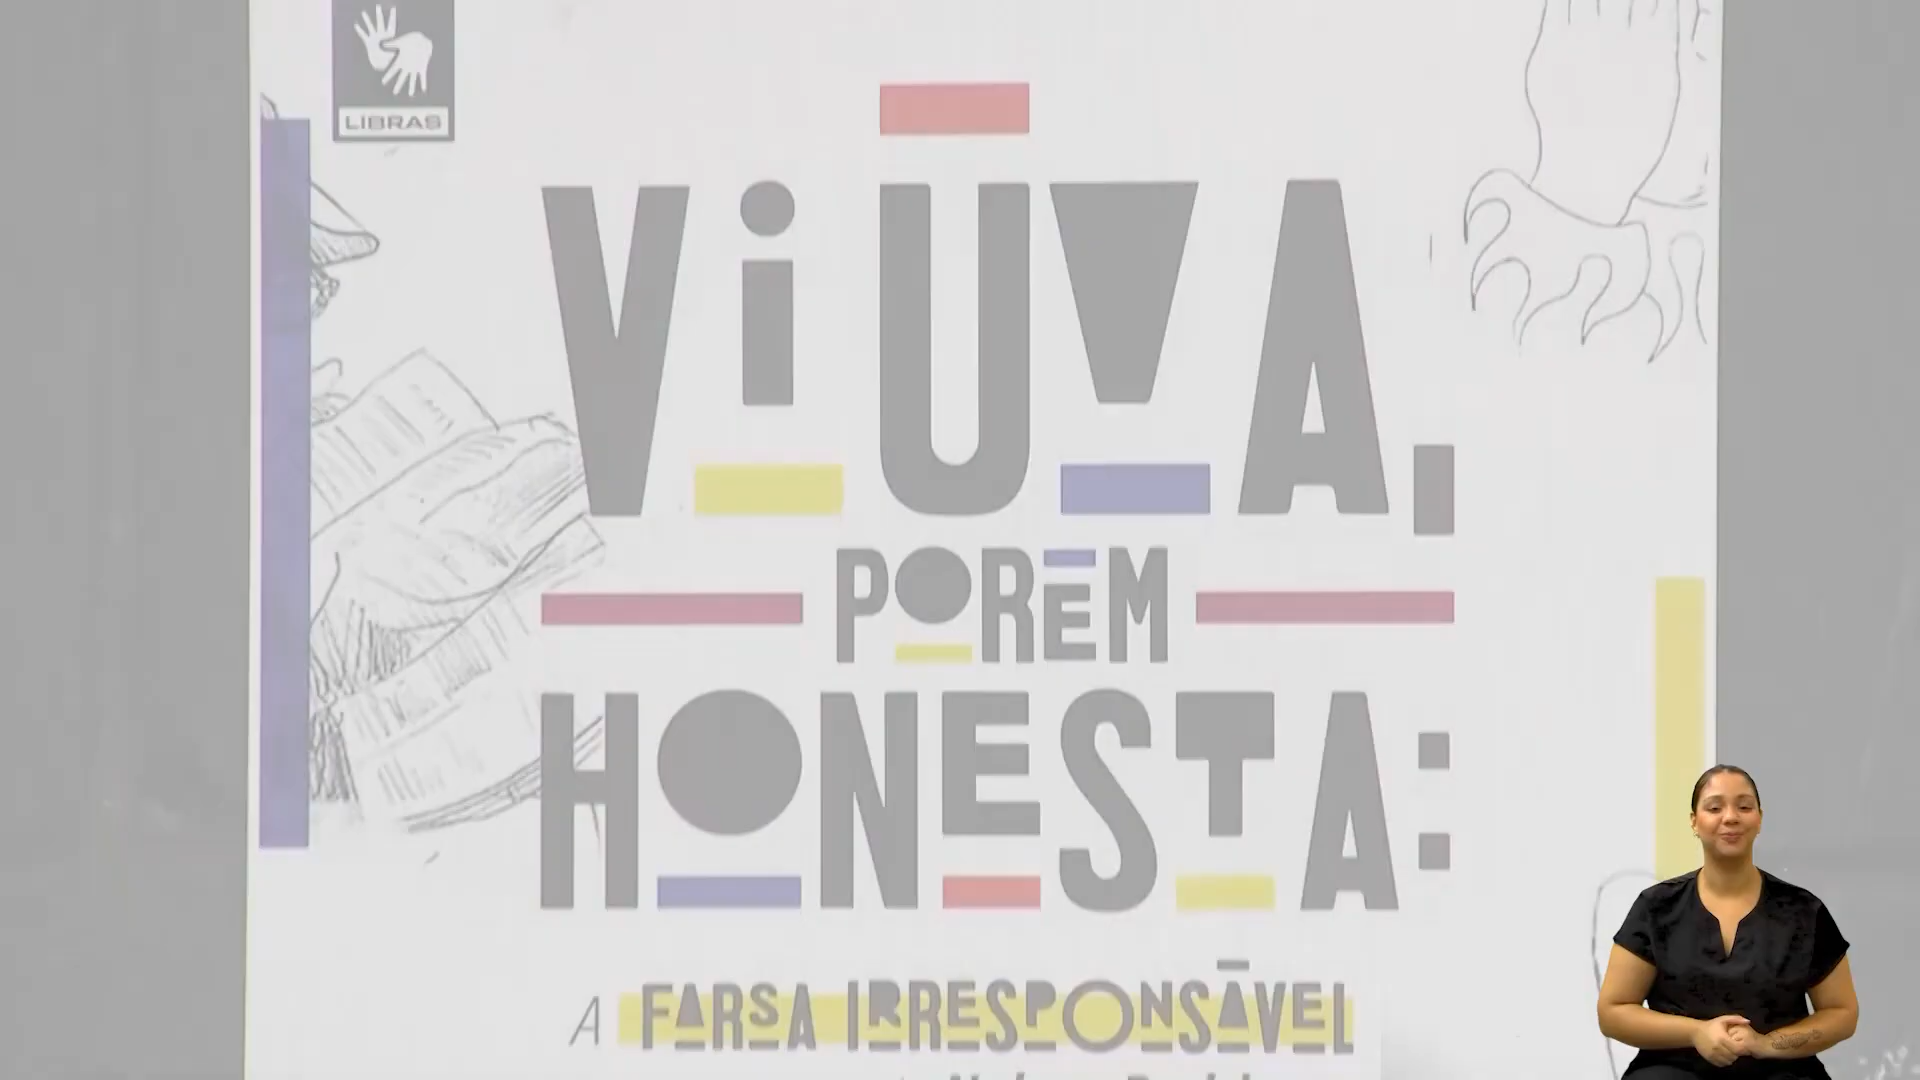 LIBRAS
VIÚVA,
PORÉM
HONESTA:
A FARSA IRRESPONSÁVEL